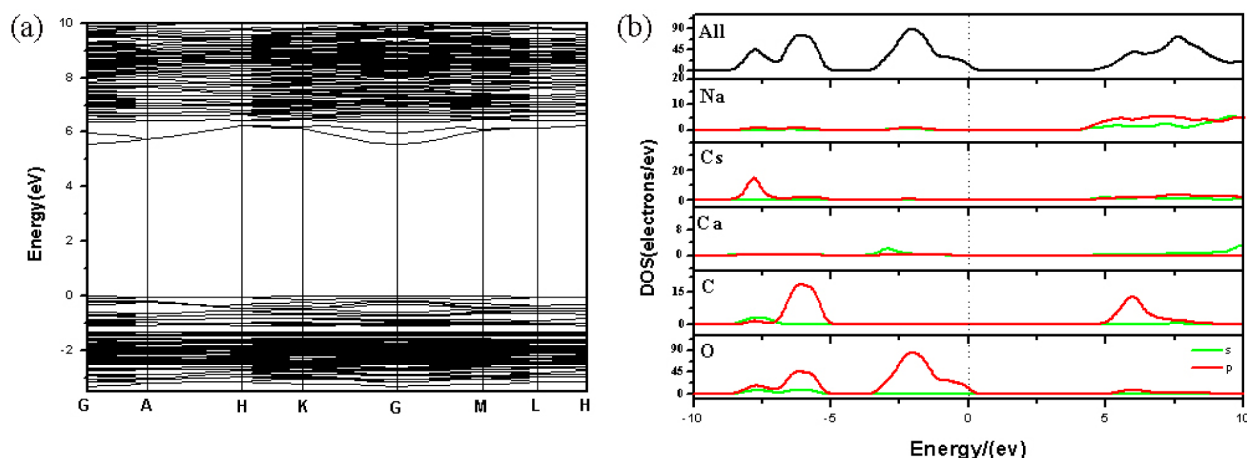 (a)
10
8
6
4
2
0
-2
Energy(eV)
G A H K G M L H
(b)
All
90
45
0
20
Na
10
0
Cs
20
0
Ca
8
0
C
15
0
O
90
45
0
s
p
DOS(electrons/ev)
-10 -5 0 5 10
Energy/(ev)